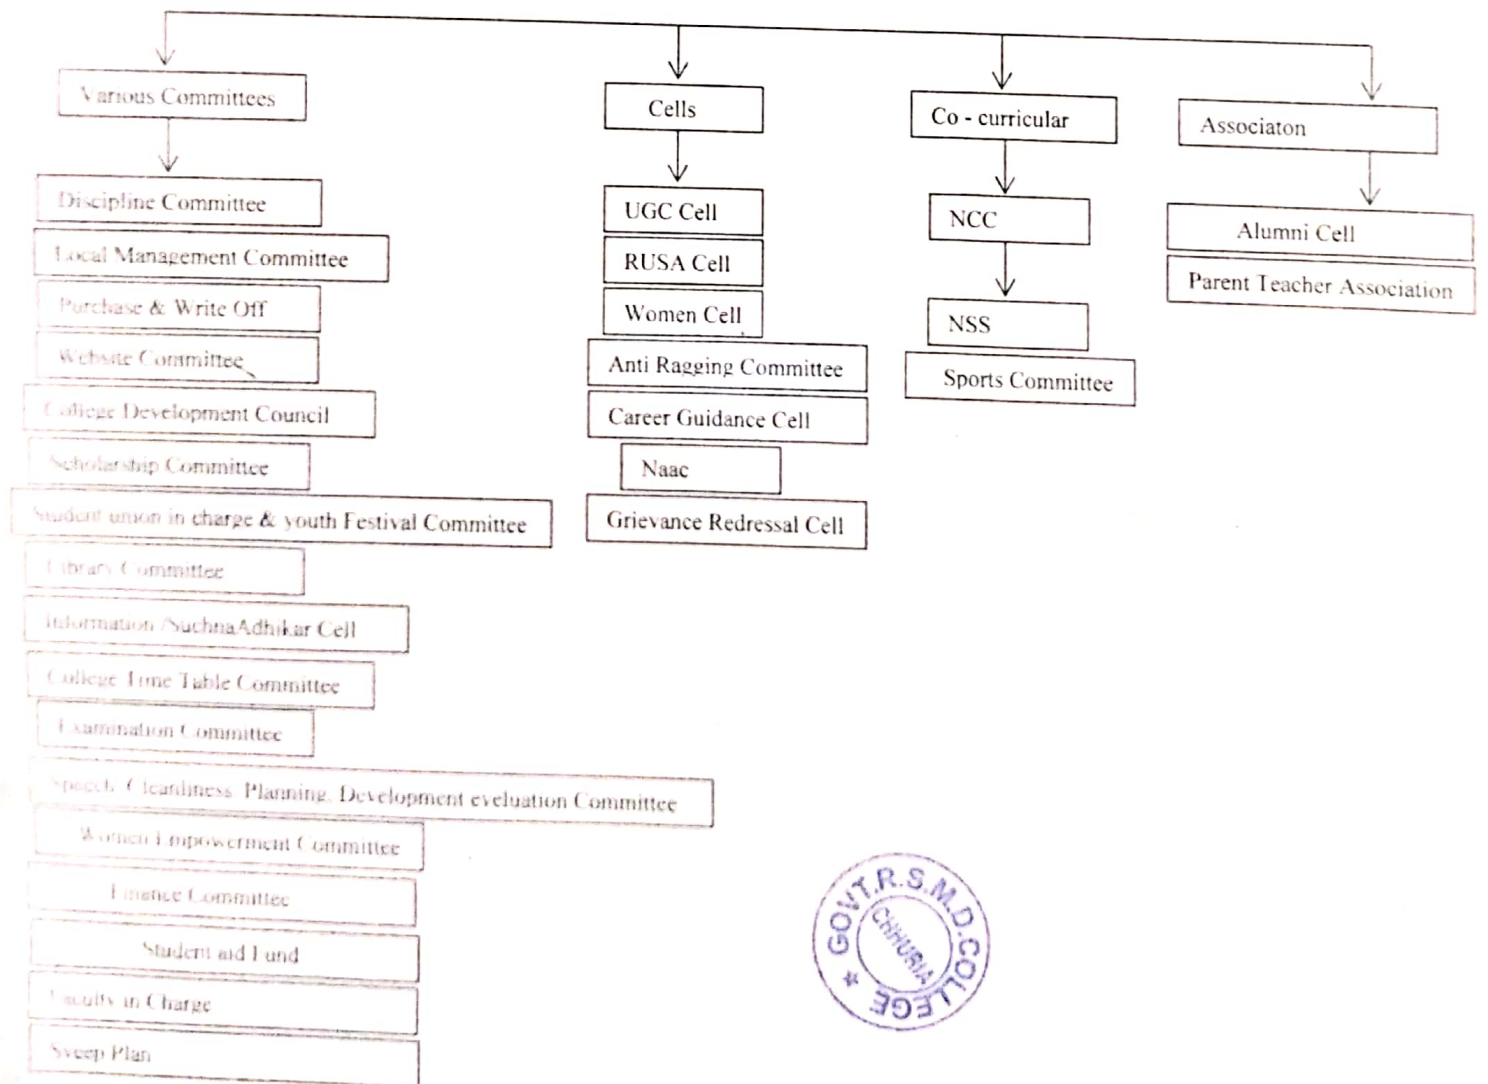 Various Committees
Discipline Committee
Local Management Committee
Purchase & Write Off
Website Committee
College Development Council
Scholarship Committee
Student union in charge & youth Festival Committee
Library Committee
Information /SuchnaAdhikar Cell
College Time Table Committee
Examination Committee
Speech, Cleanliness, Planning, Development eveluation Committee
Women Empowerment Committee
Finance Committee
Student aid Fund
Faculty in Charge
Sveep Plan
Cells
UGC Cell
RUSA Cell
Women Cell
Anti Ragging Committee
Career Guidance Cell
Naac
Grievance Redressal Cell
Co - curricular
NCC
NSS
Sports Committee
Associaton
Alumni Cell
Parent Teacher Association
GOVT.R.S.M.D.COLLEGE
CHHURIA